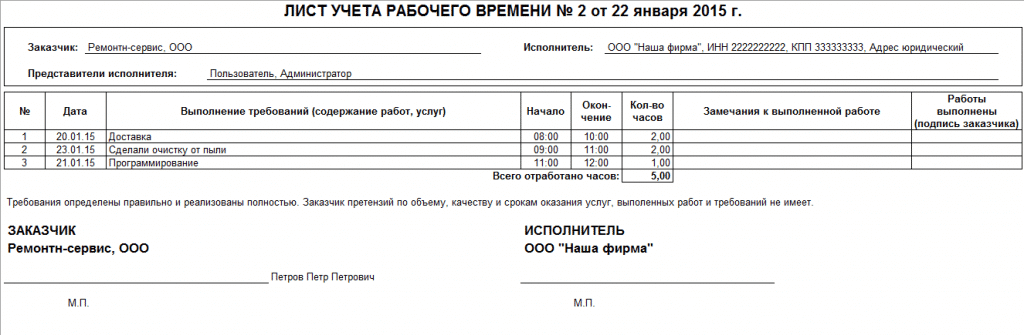 ЛИСТ УЧЕТА РАБОЧЕГО ВРЕМЕНИ № 2 от 22 января 2015 г.
Заказчик: Ремонтн-сервис, ООО Исполнитель: ООО "Наша фирма", ИНН 2222222222, КПП 333333333, Адрес юридический
Представители исполнителя: Пользователь, Администратор
№ Дата Выполнение требований (содержание работ, услуг) Начало Окон-чение Кол-во часов Замечания к выполненной работе Работы выполнены (подпись заказчика)
1 20.01.15 Доставка 08:00 10:00 2,00
2 23.01.15 Сделали очистку от пыли 09:00 11:00 2,00
3 21.01.15 Программирование 11:00 12:00 1,00
Всего отработано часов: 5,00
Требования определены правильно и реализованы полностью. Заказчик претензий по объему, качеству и срокам оказания услуг, выполенных работ и требований не имеет.
ЗАКАЗЧИК ИСПОЛНИТЕЛЬ
Ремонтн-сервис, ООО ООО "Наша фирма"
Петров Петр Петрович
М.П. М.П.